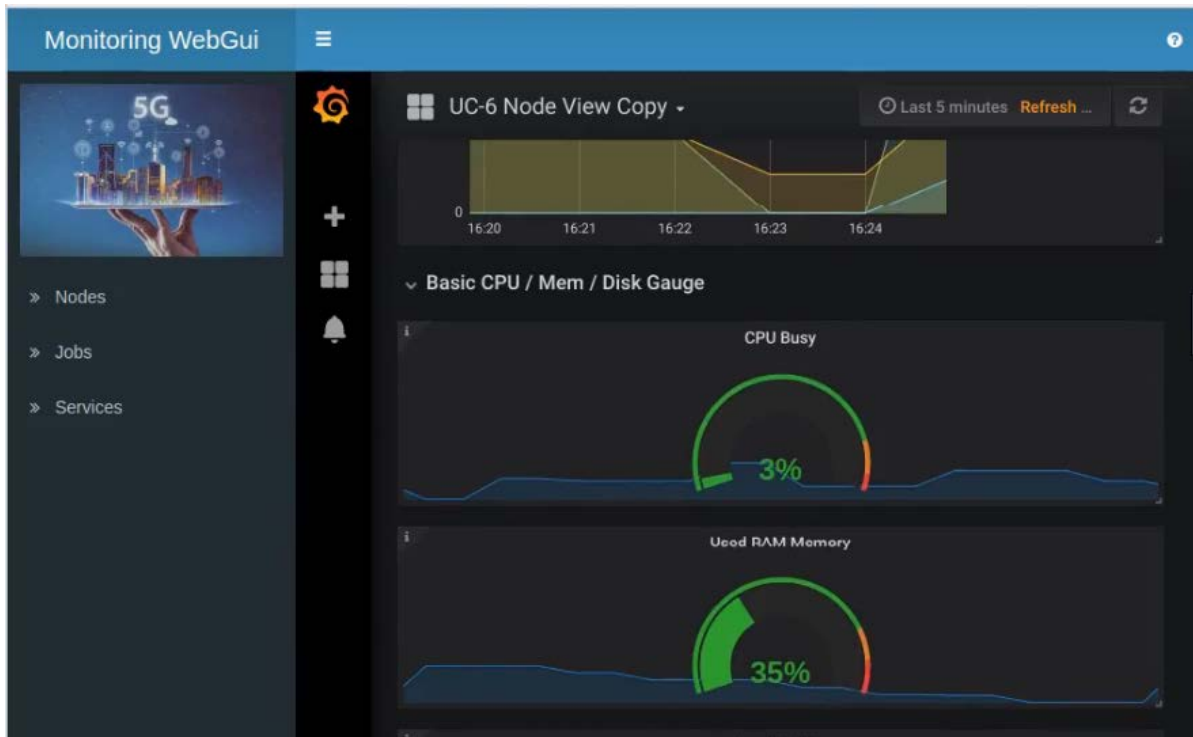 Monitoring WebGui
5G
Nodes
Jobs
Services
UC-6 Node View Copy
Last 5 minutes Refresh ...
0
16:20 16:21 16:22 16:23 16:24
Basic CPU / Mem / Disk Gauge
i
CPU Busy
3%
i
Used RAM Memory
35%
i